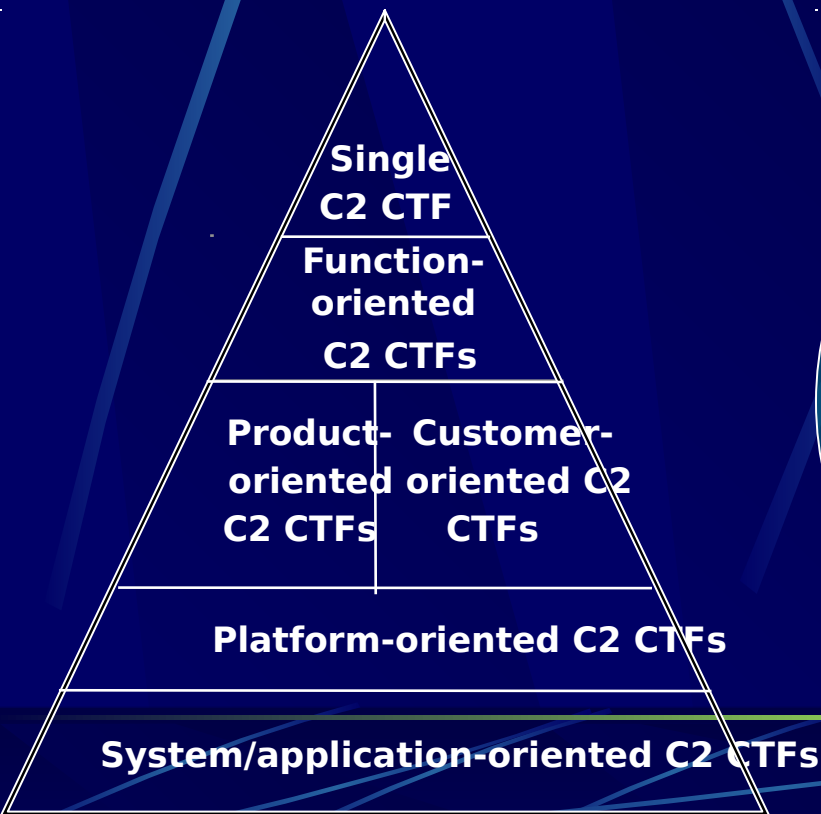 Single
C2 CTF
Function-
oriented
C2 CTFs
Product-
oriented
C2 CTFs
Customer-
oriented C2
CTFs
Platform-oriented C2 CTFs
System/application-oriented C2 CTFs